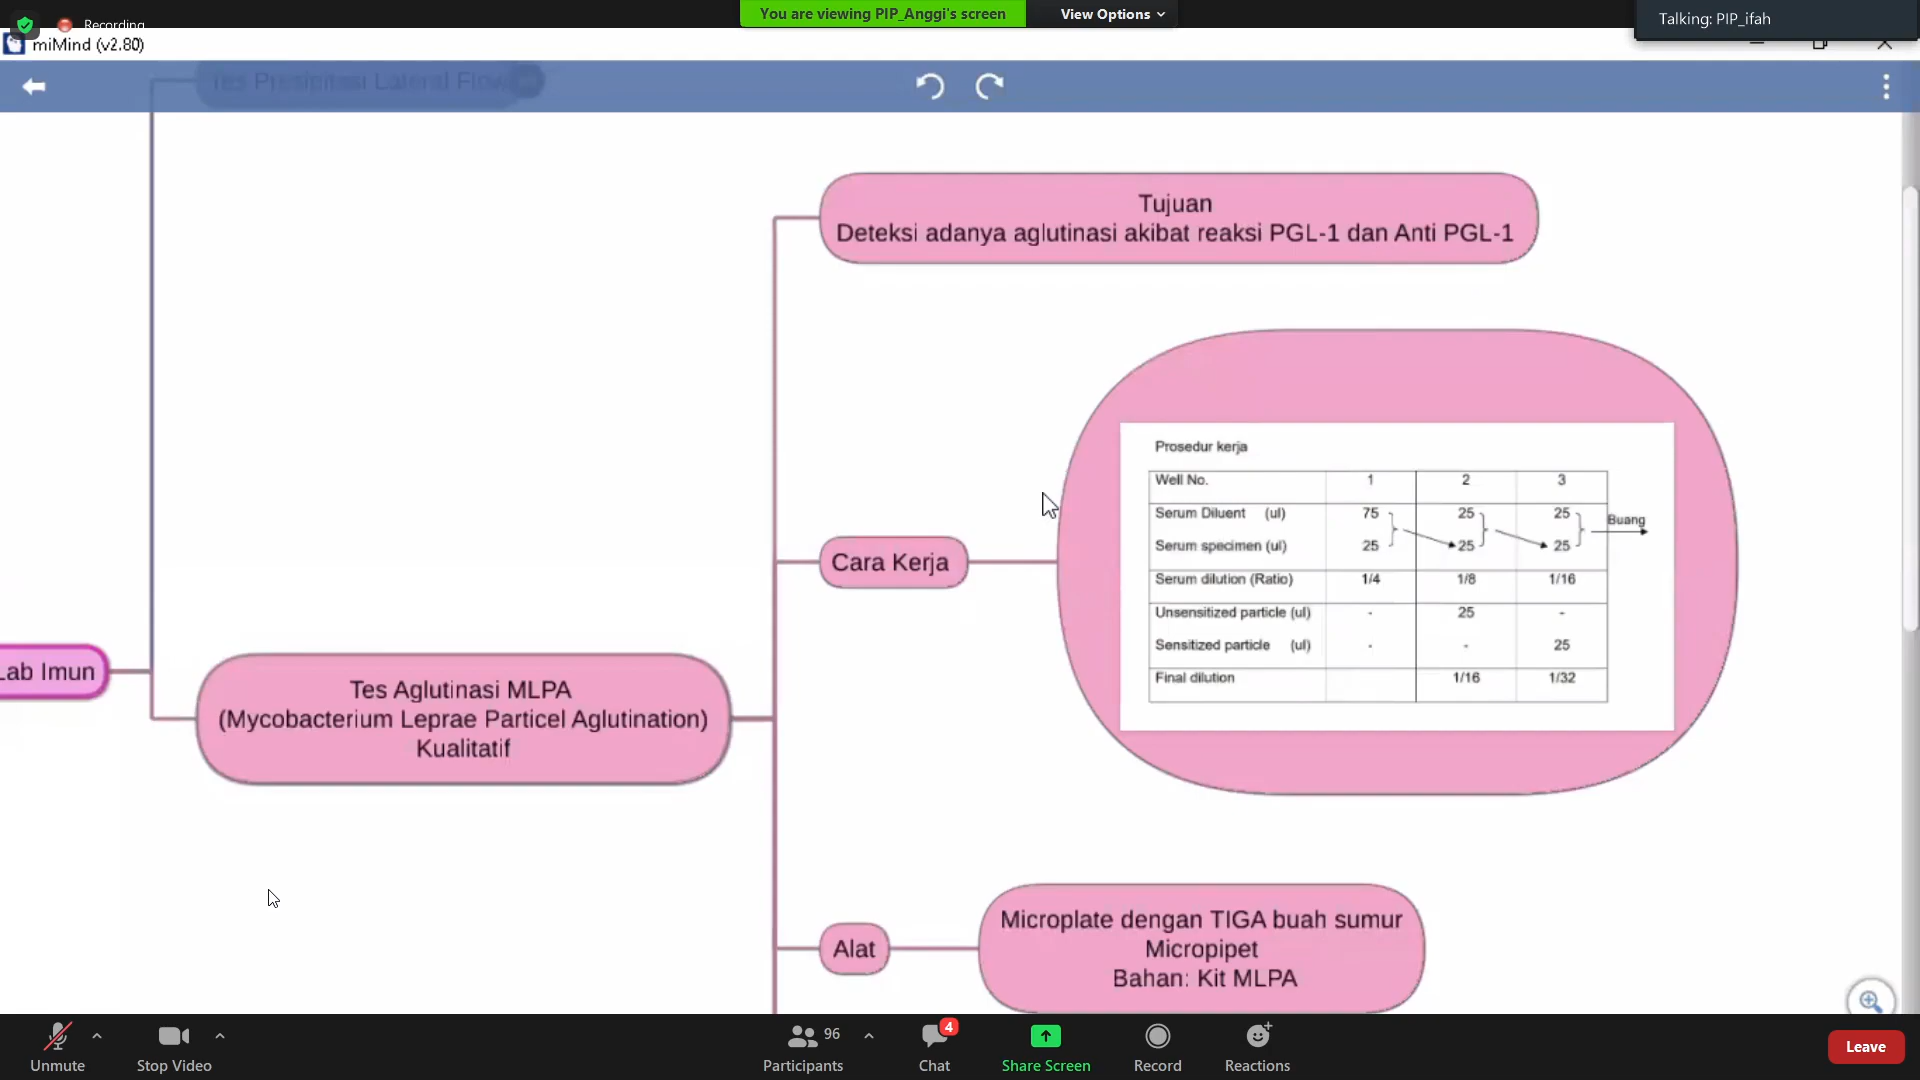 Recording
You are viewing PIP_Anggi's screen
View Options
Talking: PIP_ifah
miMind (v2.80)
Tes Presipitasi Lateral Flow
Tujuan
Deteksi adanya aglutinasi akibat reaksi PGL-1 dan Anti PGL-1
Prosedur kerja
Well No. 1 2 3
Serum Diluent (ul) 75 25 25
Buang
Serum specimen (ul) 25 25 25
Serum dilution (Ratio) 1/4 1/8 1/16
Unsensitized particle (ul) - 25 -
Sensitized particle (ul) - - 25
Final dilution 1/16 1/32
Cara Kerja
Lab Imun
Tes Aglutinasi MLPA
(Mycobacterium Leprae Particel Aglutination)
Kualitatif
Alat
Microplate dengan TIGA buah sumur
Micropipet
Bahan: Kit MLPA
Unmute
Stop Video
96
Participants
4
Chat
Share Screen
Record
Reactions
Leave